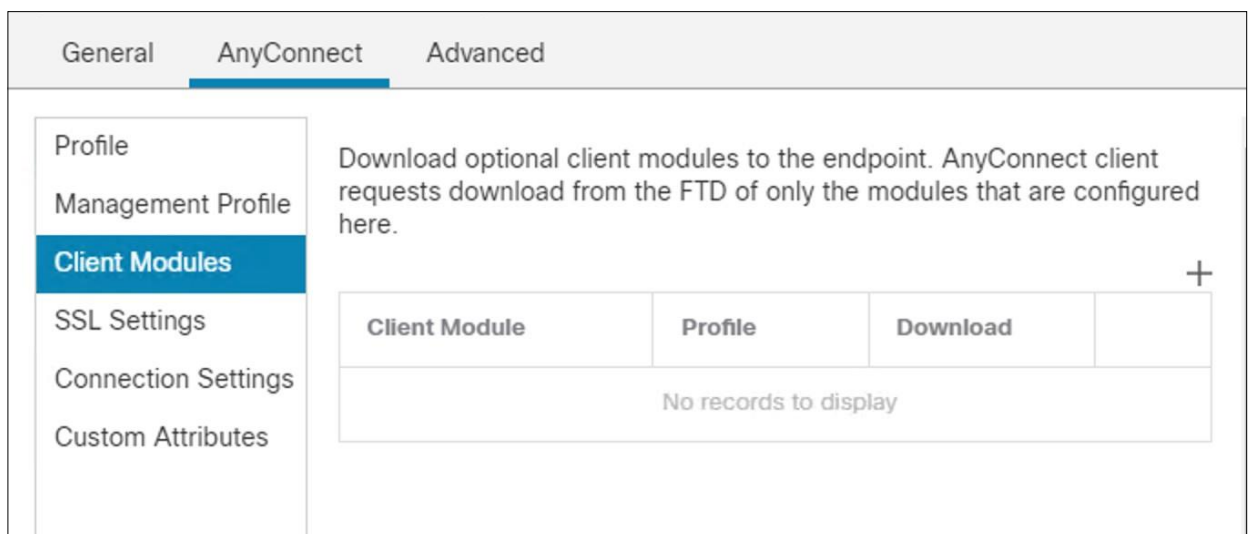 General AnyConnect Advanced
Profile
Management Profile
Client Modules
SSL Settings
Connection Settings
Custom Attributes
Download optional client modules to the endpoint. AnyConnect client
requests download from the FTD of only the modules that are configured
here.
+
Client Module Profile Download
No records to display